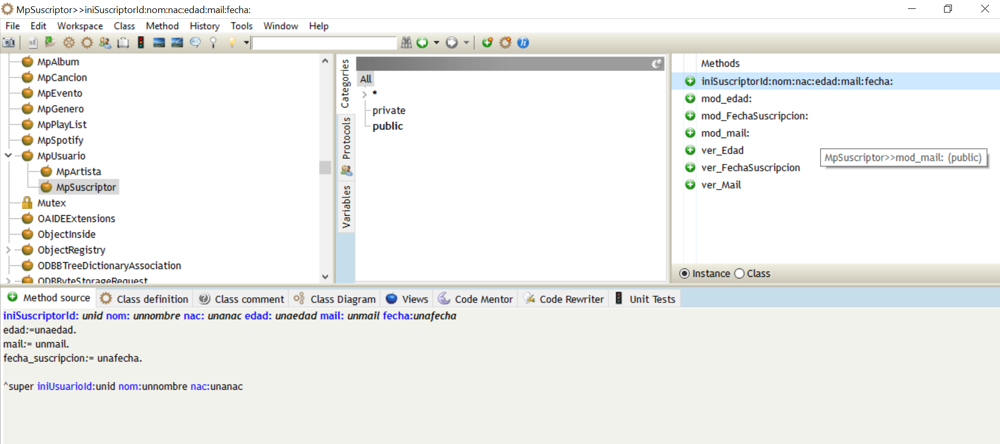 MpSuscriptor>>iniSuscriptorId:nom:nac:edad:mail:fecha:
File Edit Workspace Class Method History Tools Window Help
MpAlbum
MpCancion
MpEvento
MpGenero
MpPlayList
MpSpotify
MpUsuario
MpArtista
MpSuscriptor
Mutex
OAIDEExtensions
ObjectInside
ObjectRegistry
ODBBTreeDictionaryAssociation
ODBByteStorageRequest
Categories
Protocols
Variables
All
*
private
public
Methods
iniSuscriptorId:nom:nac:edad:mail:fecha:
mod_edad:
mod_FechaSuscripcion:
mod_mail:
ver_Edad
ver_FechaSuscripcion
ver_Mail
MpSuscriptor>>mod_mail: (public)
Instance Class
Method source Class definition Class comment Class Diagram Views Code Mentor Code Rewriter Unit Tests
iniSuscriptorId: unid nom: unnombre nac: unanac edad: unaedad mail: unmail fecha:unafecha
edad:=unaedad.
mail:= unmail.
fecha_suscripcion:= unafecha.
^super iniUsuarioId:unid nom:unnombre nac:unanac